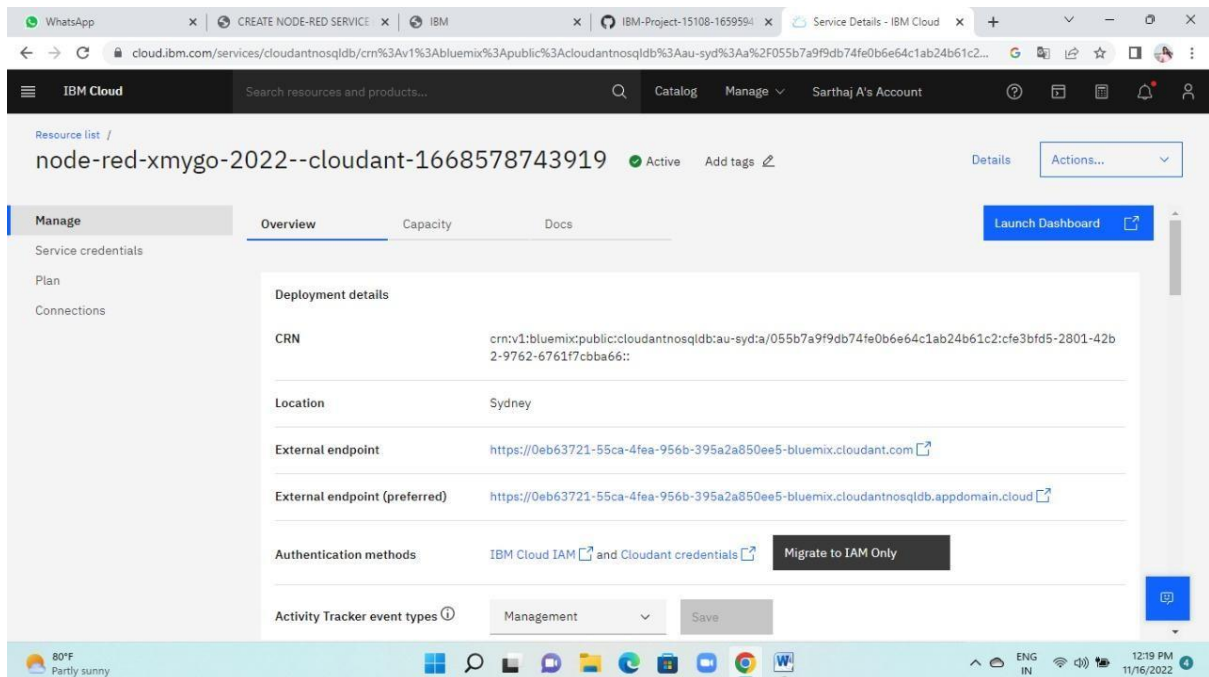 WhatsApp
CREATE NODE-RED SERVICE
IBM
IBM-Project-15108-1659594
Service Details - IBM Cloud
cloud.ibm.com/services/cloudantnosqldb/crn%3Av1%3Abluemix%3Apublic%3Acloudantnosqldb%3Aau-syd%3Aa%2F055b7a9f9db74fe0b6e64c1ab24b61c2...
IBM Cloud
Search resources and products...
Catalog
Manage
Sarthaj A's Account
Resource list /
node-red-xmygo-2022--cloudant-1668578743919
Active
Add tags
Details
Actions...
Manage
Service credentials
Plan
Connections
Overview
Capacity
Docs
Launch Dashboard
Deployment details
CRN
crn:v1:bluemix:public:cloudantnosqldb:au-syd:a/055b7a9f9db74fe0b6e64c1ab24b61c2:cfe3bfd5-2801-42b
2-9762-6761f7cbba66::
Location
Sydney
External endpoint
https://0eb63721-55ca-4fea-956b-395a2a850ee5-bluemix.cloudant.com
External endpoint (preferred)
https://0eb63721-55ca-4fea-956b-395a2a850ee5-bluemix.cloudantnosqldb.appdomain.cloud
Authentication methods
IBM Cloud IAM and Cloudant credentials
Migrate to IAM Only
Activity Tracker event types
Management
Save
80°F
Partly sunny
ENG
IN
12:19 PM
11/16/2022
4